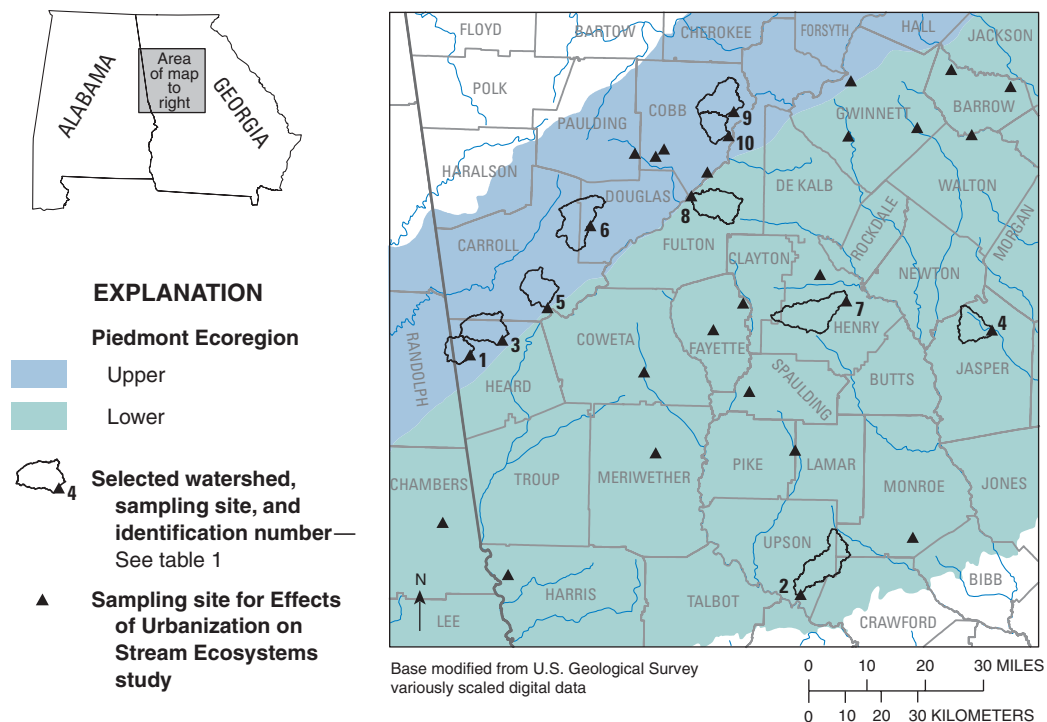 ALABAMA
GEORGIA
Area
of map
to
right
EXPLANATION
Piedmont Ecoregion
Upper
Lower
4
Selected watershed,
sampling site, and
identification number—
See table 1
Sampling site for Effects
of Urbanization on
Stream Ecosystems
study
FLOYD
BARTOW
CHEROKEE
FORSYTH
HALL
JACKSON
POLK
COBB
9
GWINNETT
BARROW
PAULDING
10
HARALSON
DE KALB
WALTON
DOUGLAS
8
6
ROCKDALE
MORGAN
CARROLL
FULTON
CLAYTON
NEWTON
5
7
4
RANDOLPH
3
1
COWETA
FAYETTE
HENRY
JASPER
HEARD
SPAULDING
BUTTS
CHAMBERS
TROUP
MERIWETHER
PIKE
LAMAR
MONROE
JONES
UPSON
BIBB
2
N
HARRIS
TALBOT
CRAWFORD
LEE
Base modified from U.S. Geological Survey
variously scaled digital data
0 10 20 30 MILES
0 10 20 30 KILOMETERS